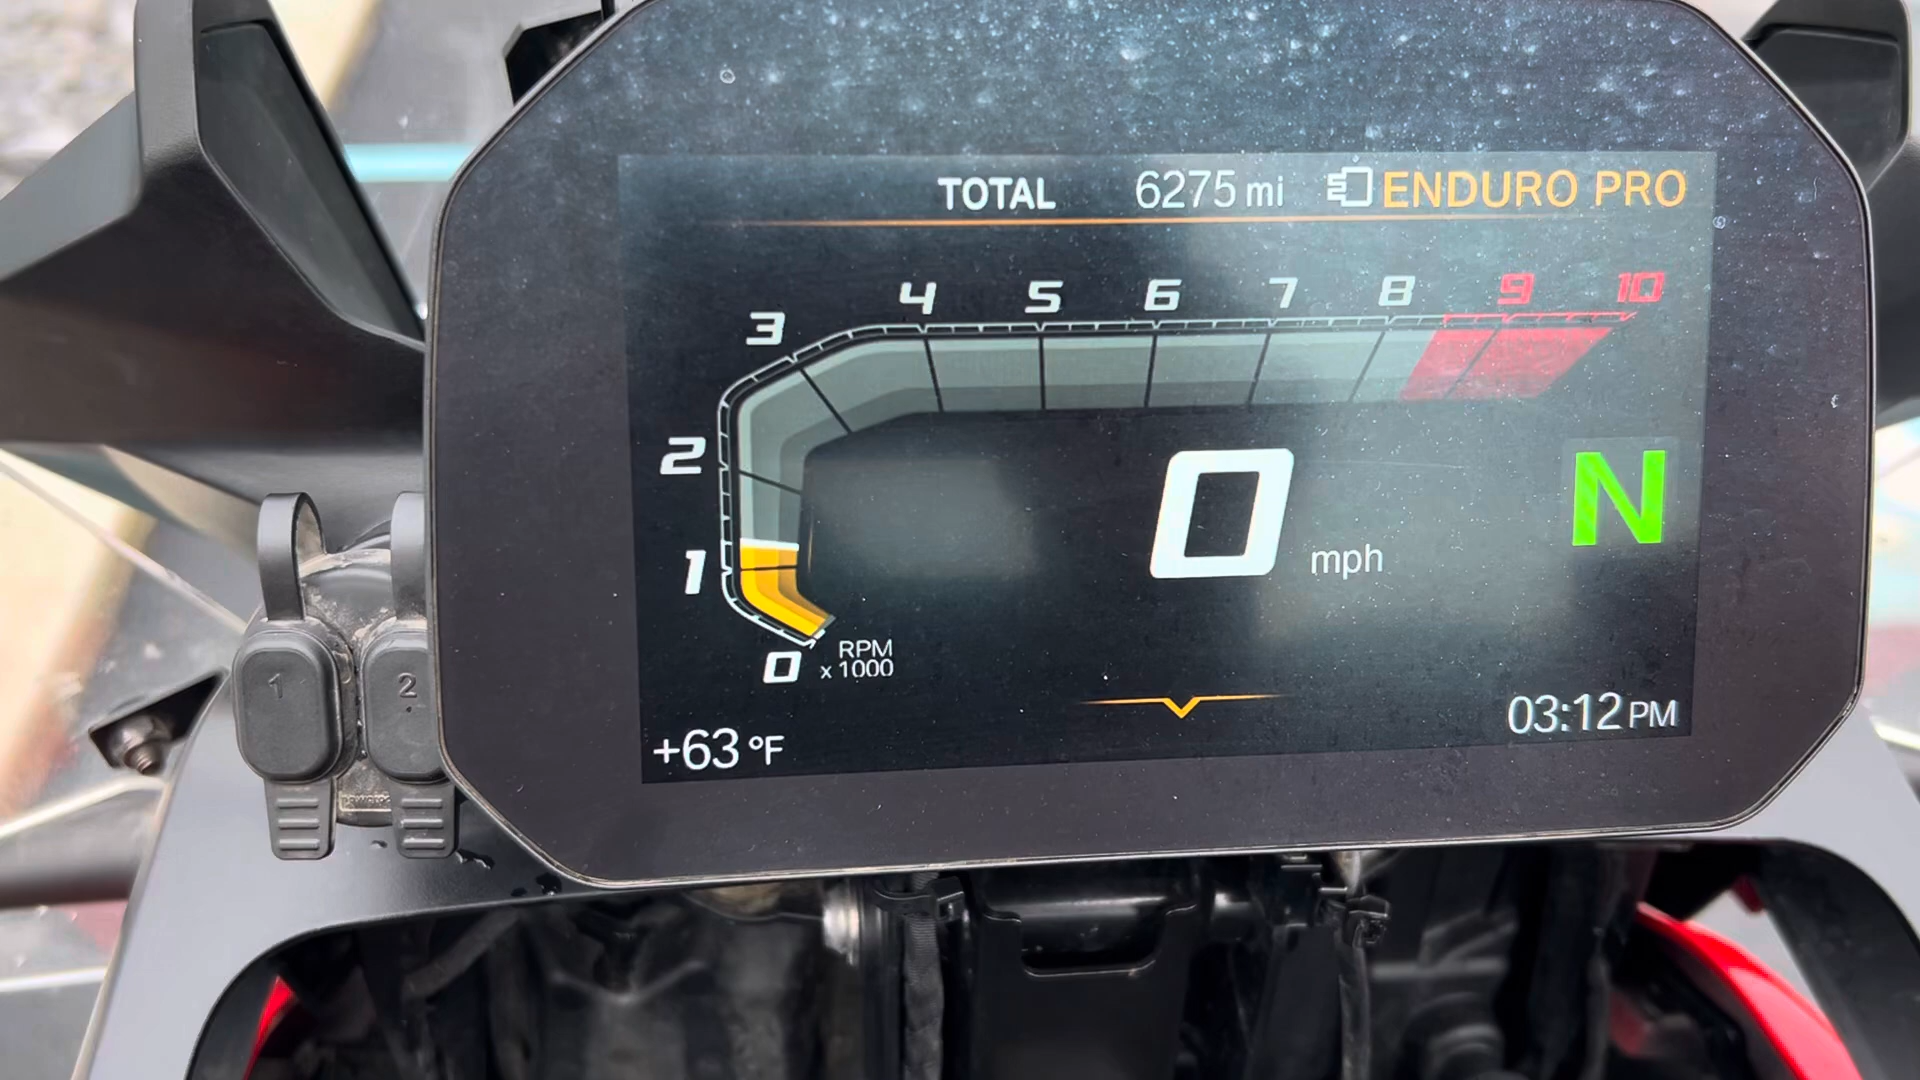 TOTAL 6275 mi ENDURO PRO
4 5 6 7 8 9 10
3
2
0 mph N
1
RPM
0 x 1000
+63 °F 03:12 PM
1 2